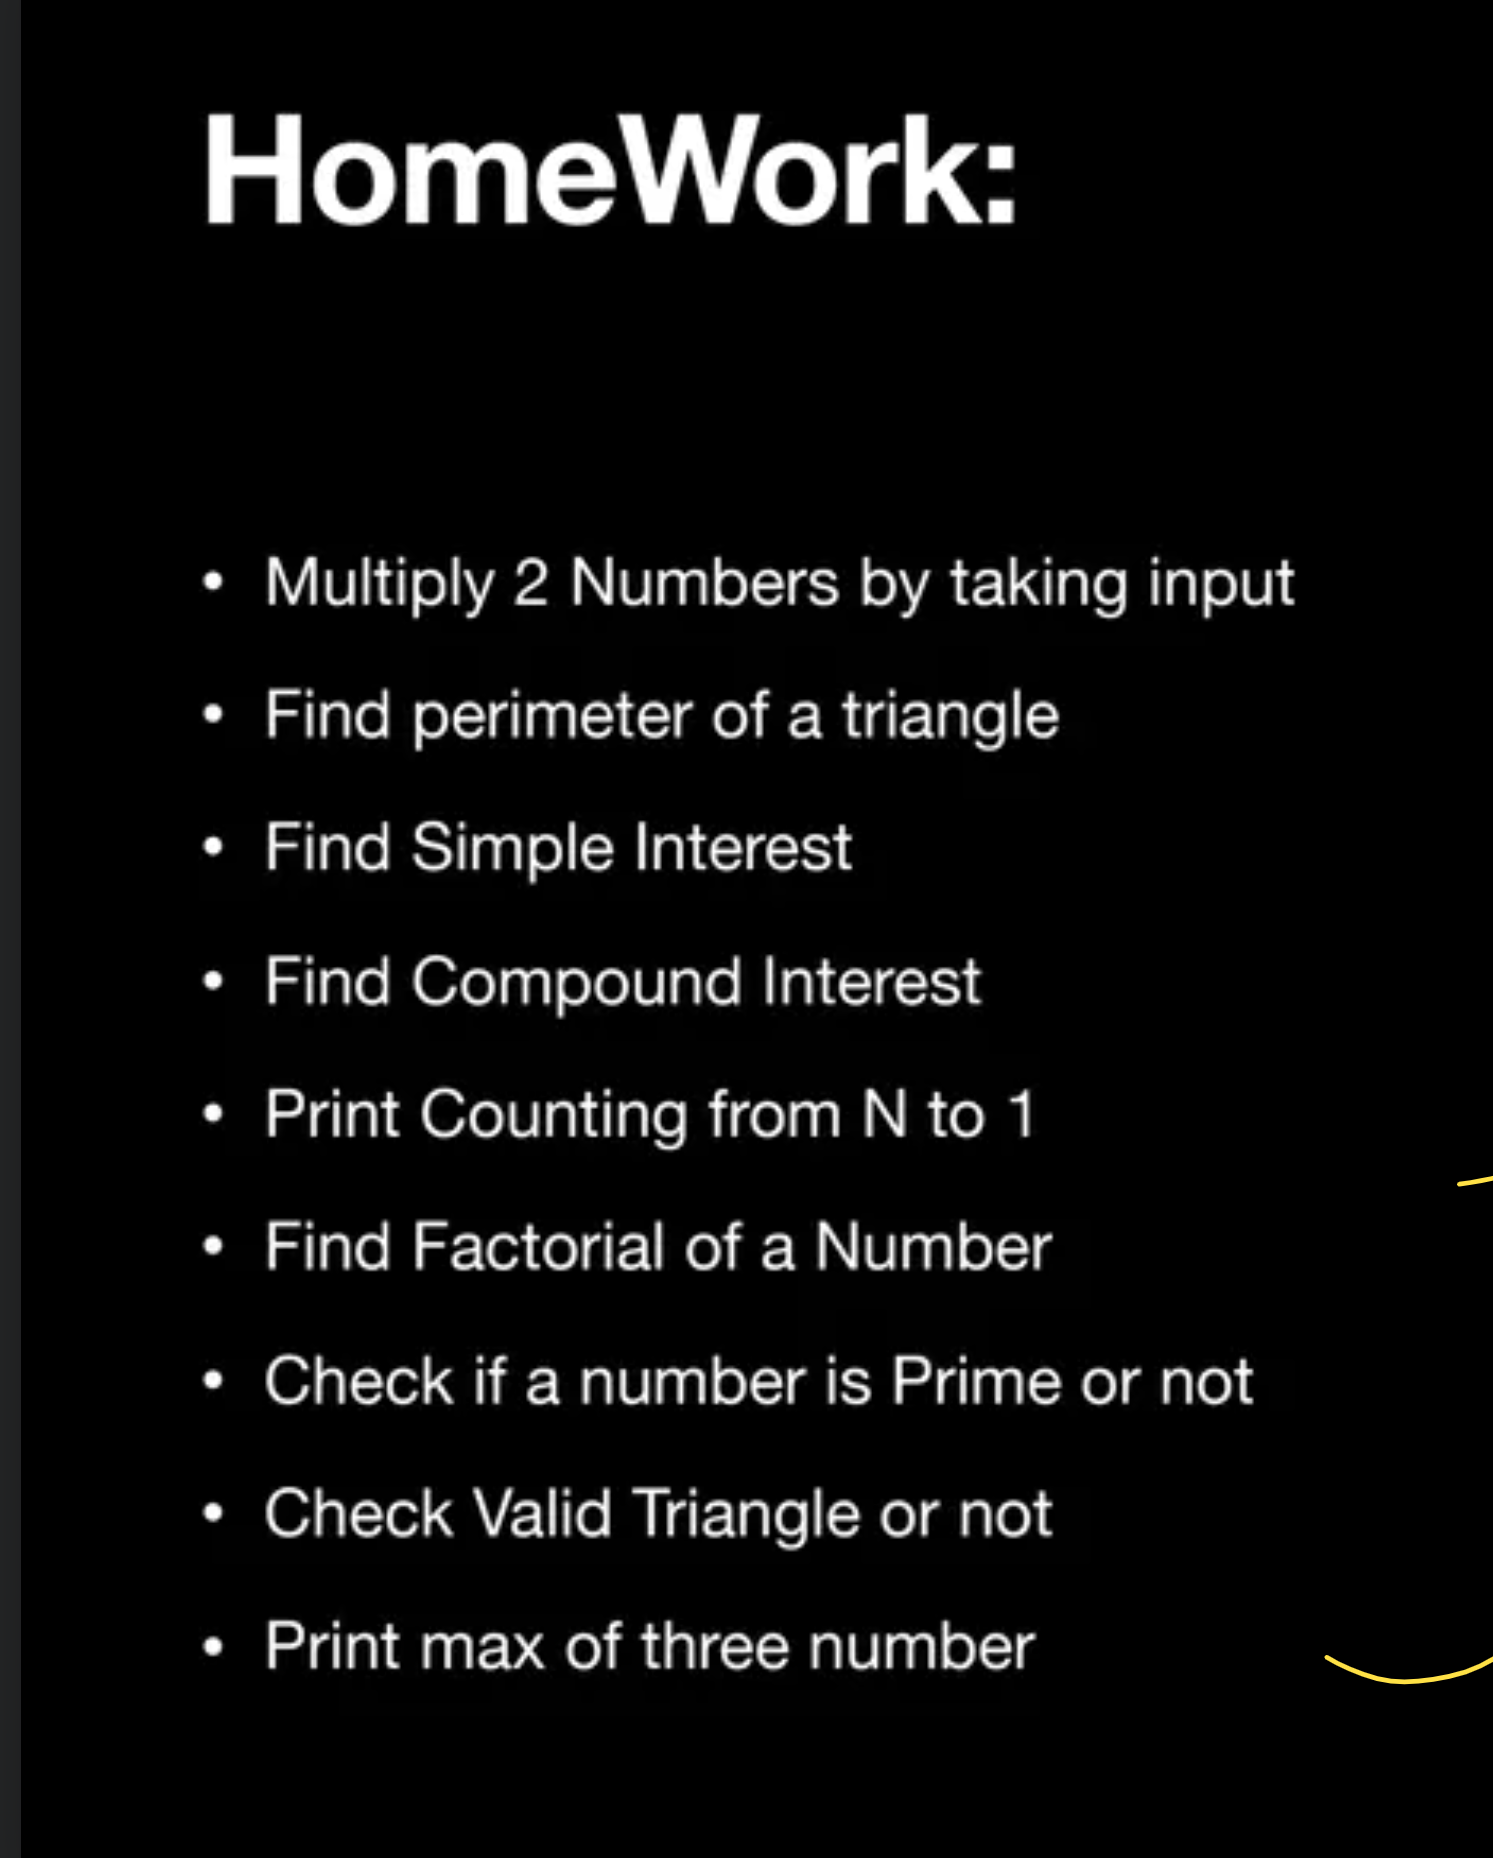 HomeWork:
• Multiply 2 Numbers by taking input
• Find perimeter of a triangle
• Find Simple Interest
• Find Compound Interest
• Print Counting from N to 1
• Find Factorial of a Number
• Check if a number is Prime or not
• Check Valid Triangle or not
• Print max of three number